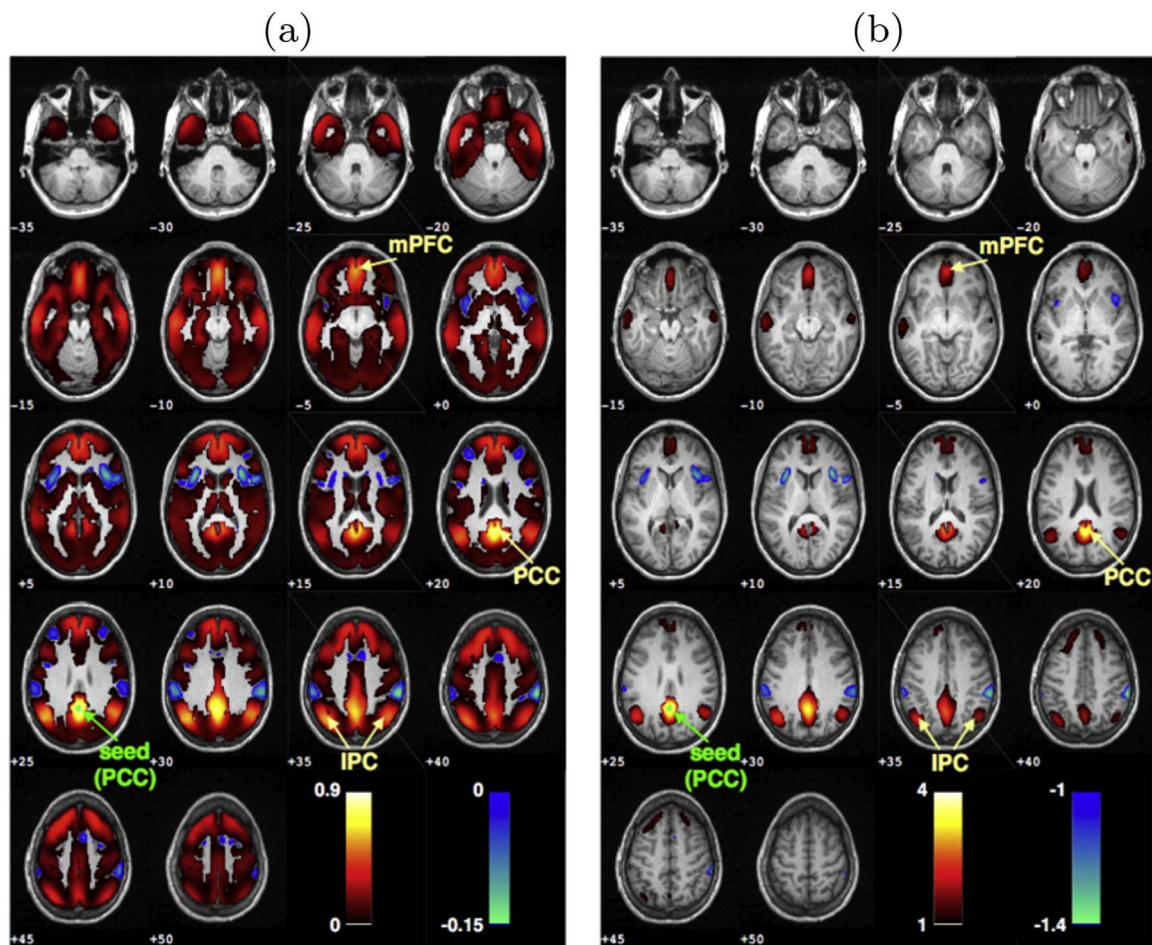 (a) (b)
-35 -30 -25 -20 -35 -30 -25 -20
mPFC mPFC
-15 -10 -5 +0 -15 -10 -5 +0
PCC PCC
+5 +10 +15 +20 +5 +10 +15 +20
seed IPC seed IPC
(PCC) (PCC)
+25 +30 +35 +40 +25 +30 +35 +40
0.9 0 4 -1
0 -0.15 1 -1.4
+45 +50 +45 +50